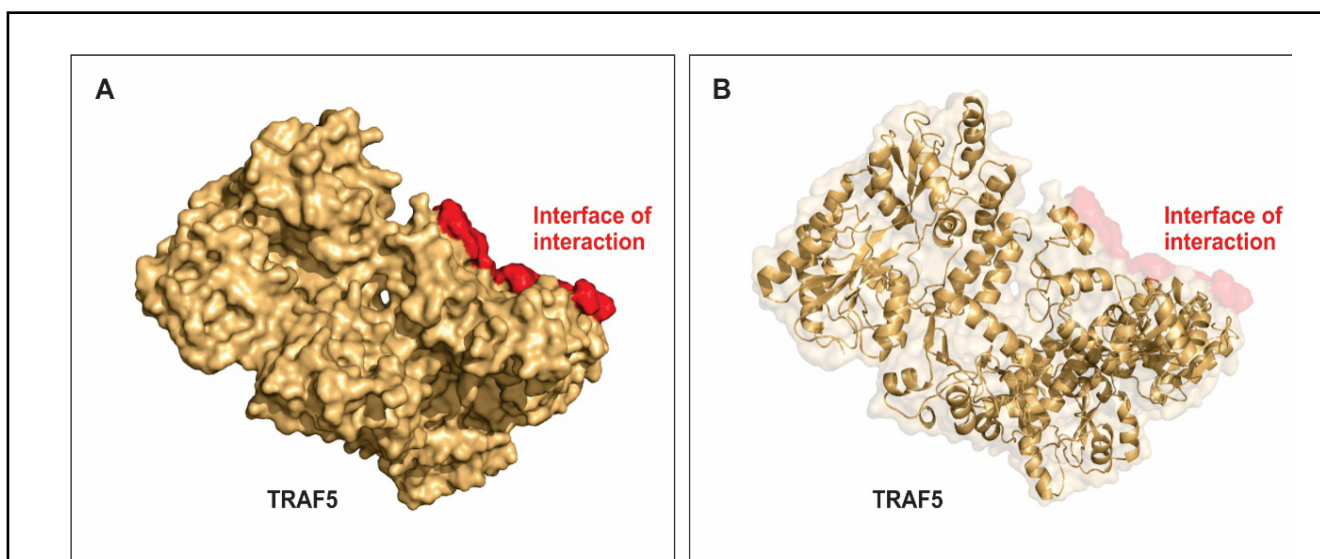 A
Interface of
interaction
TRAF5
B
Interface of
interaction
TRAF5